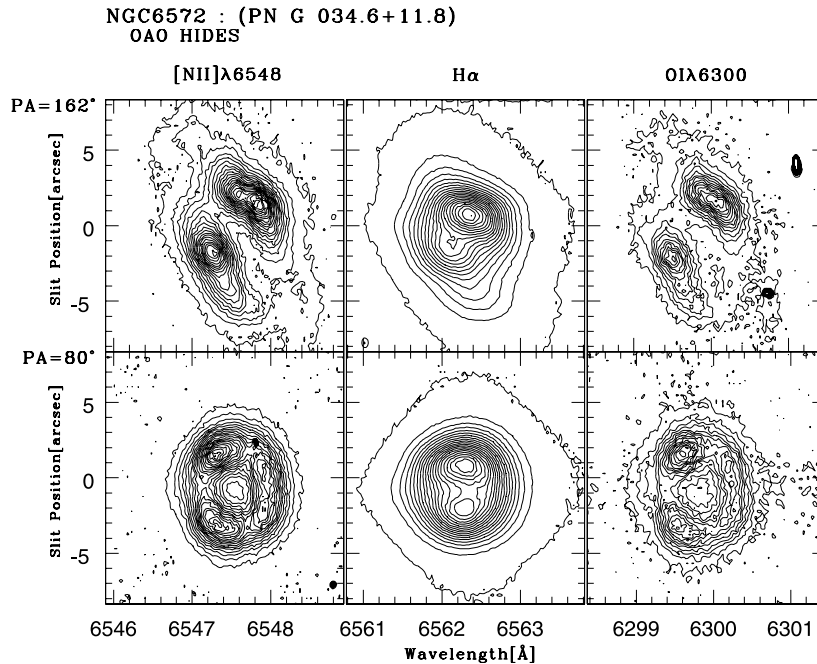 NGC6572 : (PN G 034.6+11.8)
OAO HIDES
[NII]λ6548 Hα OIλ6300
PA=162°
5
0
-5
Slit Position[arcsec]
PA=80°
5
0
-5
Slit Position[arcsec]
6546 6547 6548 6561 6562 6563 6299 6300 6301
Wavelength[Å]